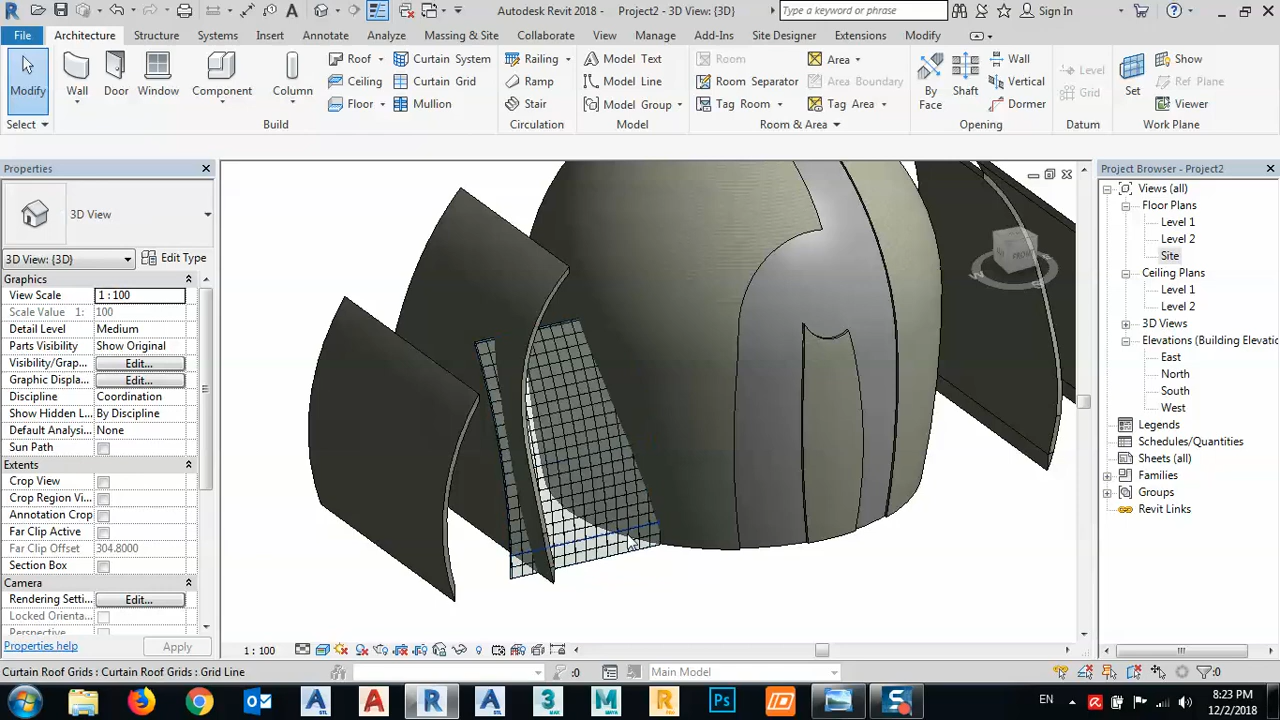 Autodesk Revit 2018 - Project2 - 3D View: {3D}
Type a keyword or phrase
Sign In
File Architecture Structure Systems Insert Annotate Analyze Massing & Site Collaborate View Manage Add-Ins Site Designer Extensions Modify
Modify
Select
Wall
Door
Window
Component
Column
Roof
Ceiling
Floor
Curtain System
Curtain Grid
Mullion
Build
Railing
Ramp
Stair
Circulation
Model Text
Model Line
Model Group
Model
Room
Room Separator
Tag Room
Area
Area Boundary
Tag Area
Room & Area
By
Face
Shaft
Wall
Vertical
Dormer
Opening
Level
Grid
Datum
Set
Show
Ref Plane
Viewer
Work Plane
Properties
3D View
3D View: {3D}
Edit Type
Graphics
View Scale 1 : 100
Scale Value 1: 100
Detail Level Medium
Parts Visibility Show Original
Visibility/Grap... Edit...
Graphic Displa... Edit...
Discipline Coordination
Show Hidden L... By Discipline
Default Analysi... None
Sun Path
Extents
Crop View
Crop Region Vi...
Annotation Crop
Far Clip Active
Far Clip Offset 304.8000
Section Box
Camera
Rendering Setti... Edit...
Locked Orienta...
Perspective
Properties help
Apply
W
FRONT
1 : 100
Project Browser - Project2
Views (all)
Floor Plans
Level 1
Level 2
Site
Ceiling Plans
Level 1
Level 2
3D Views
Elevations (Building Elevatio
East
North
South
West
Legends
Schedules/Quantities
Sheets (all)
Families
Groups
Revit Links
Curtain Roof Grids : Curtain Roof Grids : Grid Line
:0
Main Model
:0
EN
8:23 PM
12/2/2018